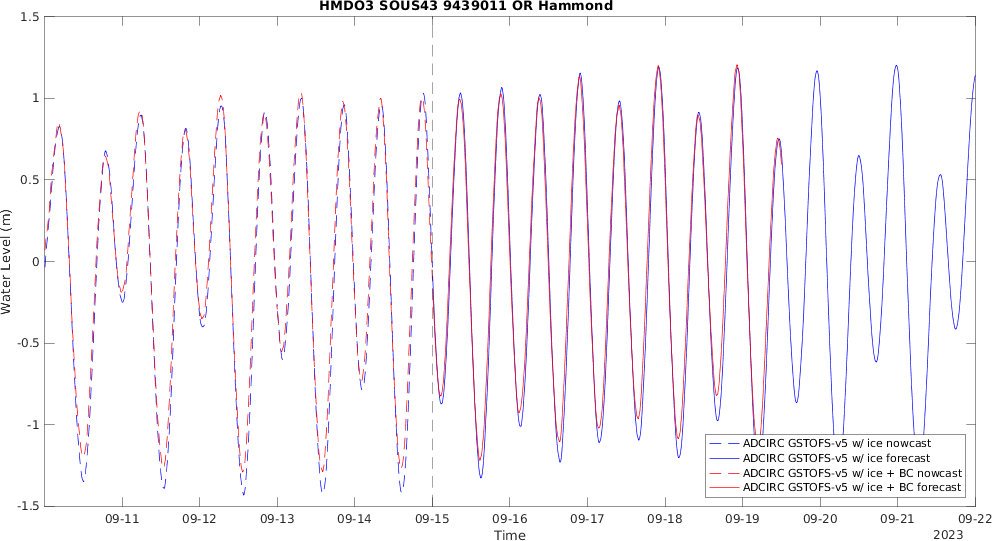 HMDO3 SOUS43 9439011 OR Hammond
1.5
1
0.5
0
-0.5
-1
-1.5
Water Level (m)
ADCIRC GSTOFS-v5 w/ ice nowcast
ADCIRC GSTOFS-v5 w/ ice forecast
ADCIRC GSTOFS-v5 w/ ice + BC nowcast
ADCIRC GSTOFS-v5 w/ ice + BC forecast
09-11 09-12 09-13 09-14 09-15 09-16 09-17 09-18 09-19 09-20 09-21 09-22
Time
2023